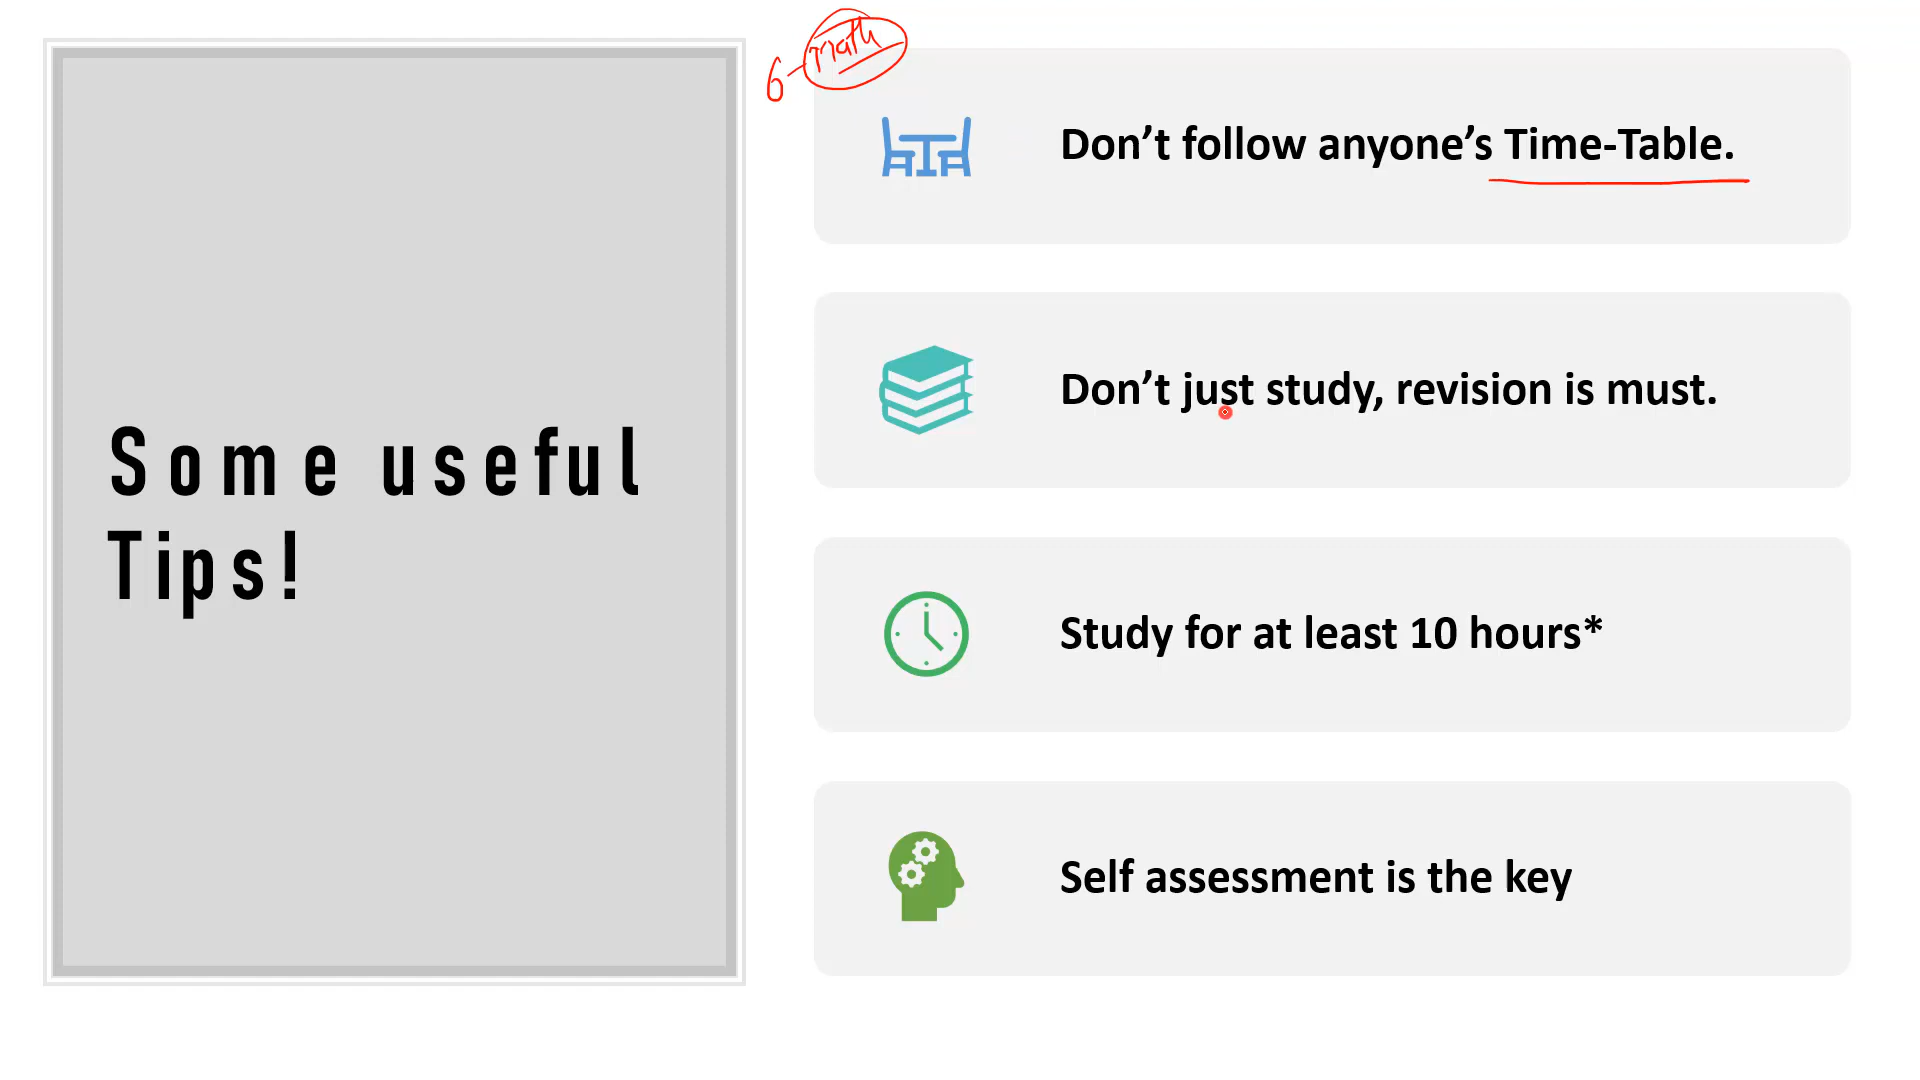 Some useful
Tips!
6 - math
Don’t follow anyone’s Time-Table.
Don’t just study, revision is must.
Study for at least 10 hours*
Self assessment is the key